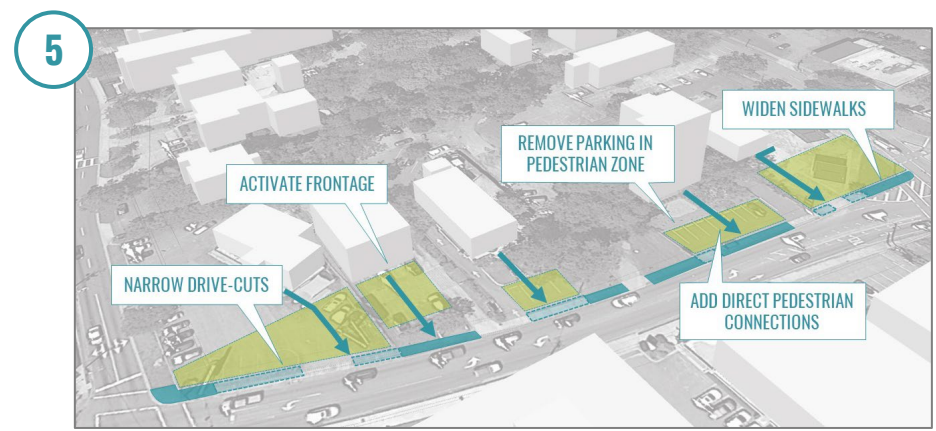 5
WIDEN SIDEWALKS
REMOVE PARKING IN
PEDESTRIAN ZONE
ACTIVATE FRONTAGE
NARROW DRIVE-CUTS
ADD DIRECT PEDESTRIAN
CONNECTIONS